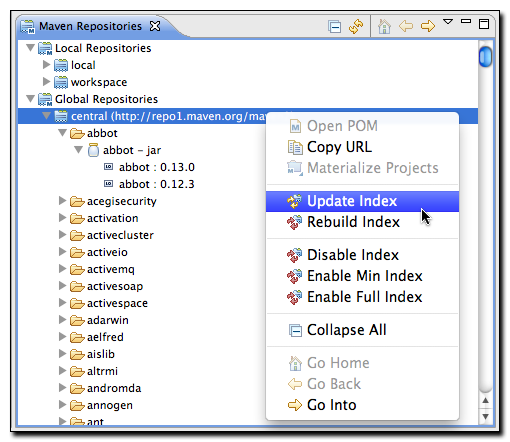 Maven Repositories
Local Repositories
local
workspace
Global Repositories
central (http://repo1.maven.org/
abbot
abbot – jar
abbot : 0.13.0
abbot : 0.12.3
acegisecurity
activation
activecluster
activeio
activemq
activesoap
activespace
adarwin
aelfred
aislib
altrmi
andromda
annogen
ant
Open POM
Copy URL
Materialize Projects
Update Index
Rebuild Index
Disable Index
Enable Min Index
Enable Full Index
Collapse All
Go Home
Go Back
Go Into